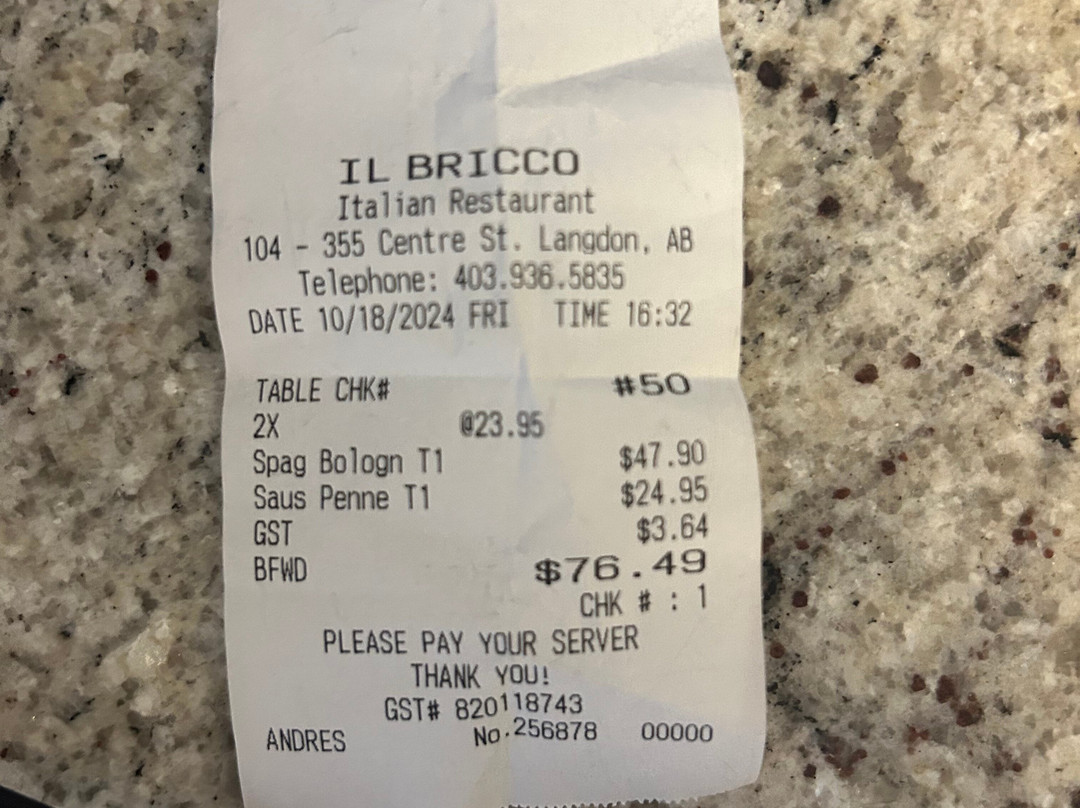 IL BRICCO
Italian Restaurant
104 - 355 Centre St. Langdon, AB
Telephone: 403.936.5835
DATE 10/18/2024 FRI TIME 16:32
TABLE CHK# #50
2X @23.95
Spag Bologn T1 $47.90
Saus Penne T1 $24.95
GST $3.64
BFWD $76.49
CHK # : 1
PLEASE PAY YOUR SERVER
THANK YOU!
GST# 820118743
ANDRES No.256878 00000